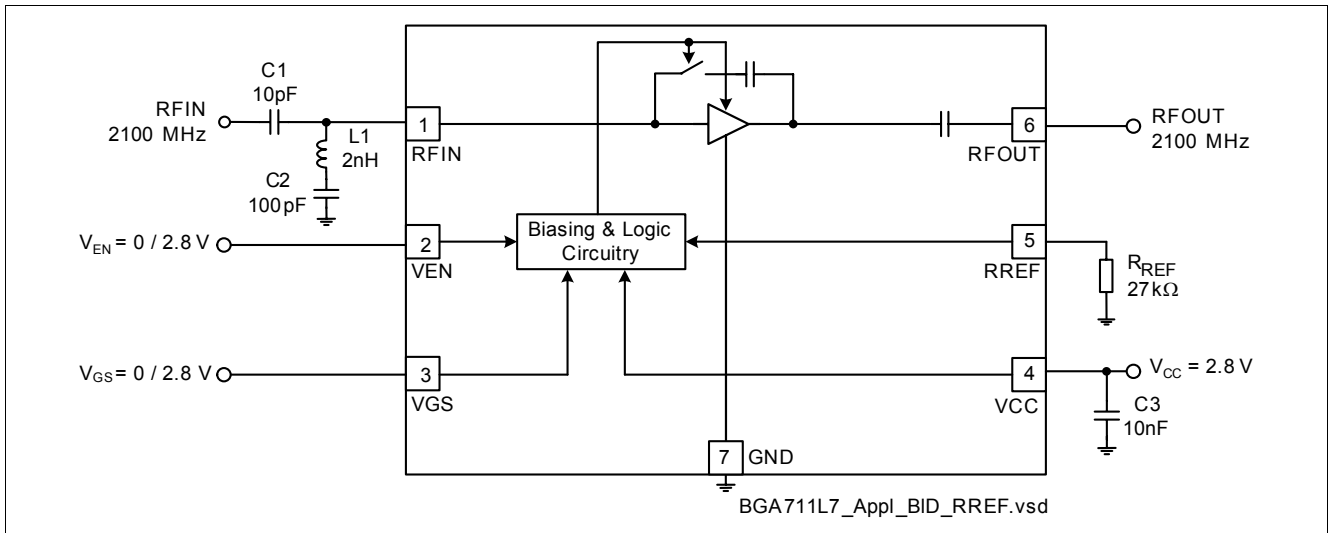 C1
10pF
RFIN
2100 MHz
L1
2nH
C2
100pF
1
RFIN
6
RFOUT
RFOUT
2100 MHz
V_EN = 0 / 2.8 V
2
VEN
Biasing & Logic
Circuitry
5
RREF
R_REF
27kΩ
V_GS = 0 / 2.8 V
3
VGS
4
VCC
V_CC = 2.8 V
C3
10nF
7
GND
BGA711L7_Appl_BID_RREF.vsd